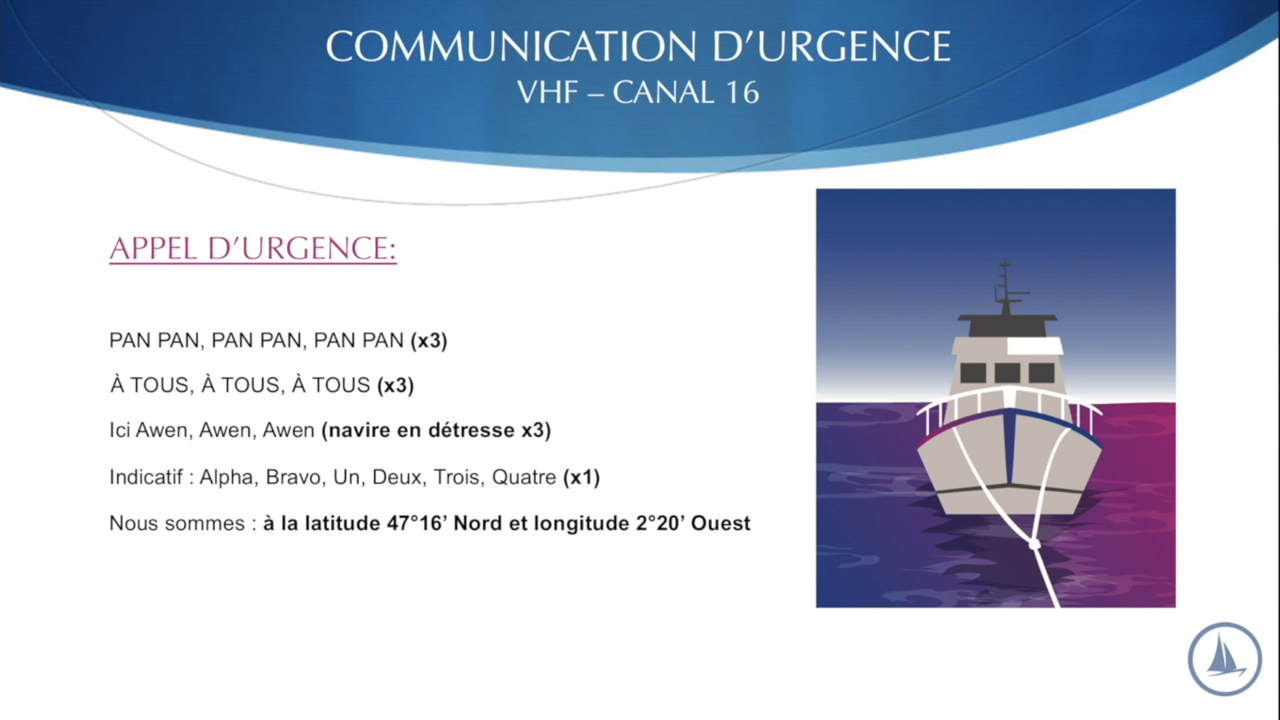 COMMUNICATION D’URGENCE
VHF – CANAL 16
APPEL D’URGENCE:
PAN PAN, PAN PAN, PAN PAN (x3)
À TOUS, À TOUS, À TOUS (x3)
Ici Awen, Awen, Awen (navire en détresse x3)
Indicatif : Alpha, Bravo, Un, Deux, Trois, Quatre (x1)
Nous sommes : à la latitude 47°16’ Nord et longitude 2°20’ Ouest